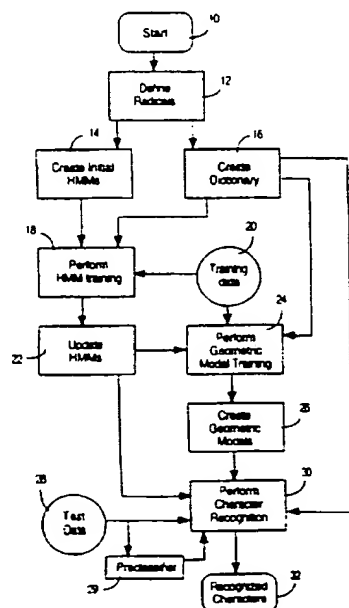 10
Start
12
Define
Radicals
14
16
Create Initial
HMMs
Create
Dictionary
18
20
Perform
HMM training
Training
data
24
Perform
Geometric
Model Training
22
Update
HMMs
26
Create
Geometric
Models
28
30
Test
Data
Perform
Character
Recognition
Preclassifier
29
32
Recognized
Characters